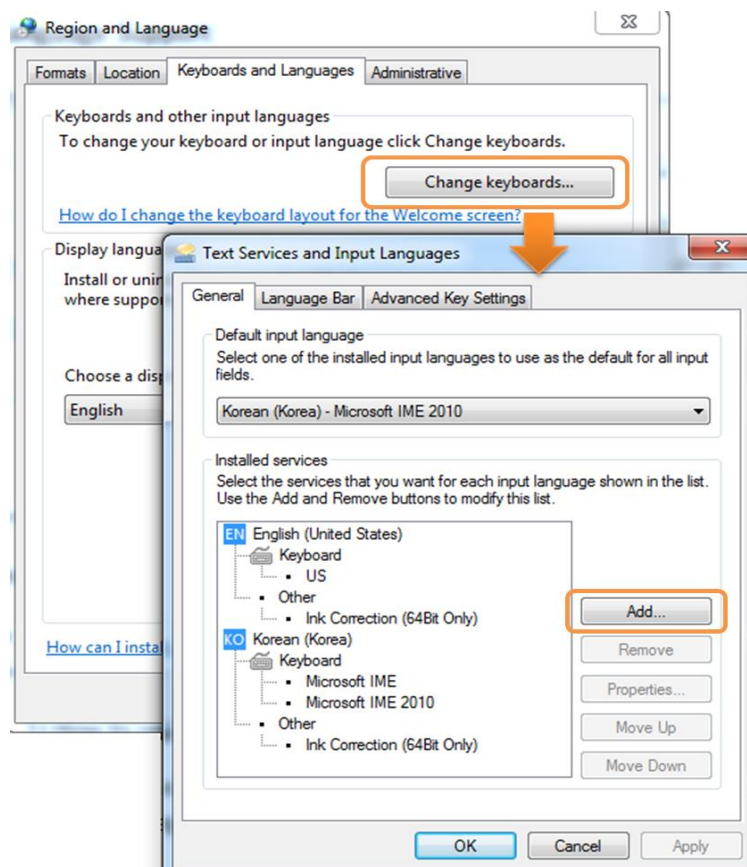 Region and Language
Formats Location Keyboards and Languages Administrative
Keyboards and other input languages
To change your keyboard or input language click Change keyboards.
Change keyboards...
How do I change the keyboard layout for the Welcome screen?
Display langua
Install or unin
where suppor
Choose a disp
English
How can I instal
Text Services and Input Languages
General Language Bar Advanced Key Settings
Default input language
Select one of the installed input languages to use as the default for all input
fields.
Korean (Korea) - Microsoft IME 2010
Installed services
Select the services that you want for each input language shown in the list.
Use the Add and Remove buttons to modify this list.
EN English (United States)
Keyboard
US
Other
Ink Correction (64Bit Only)
KO Korean (Korea)
Keyboard
Microsoft IME
Microsoft IME 2010
Other
Ink Correction (64Bit Only)
Add...
Remove
Properties...
Move Up
Move Down
OK Cancel Apply